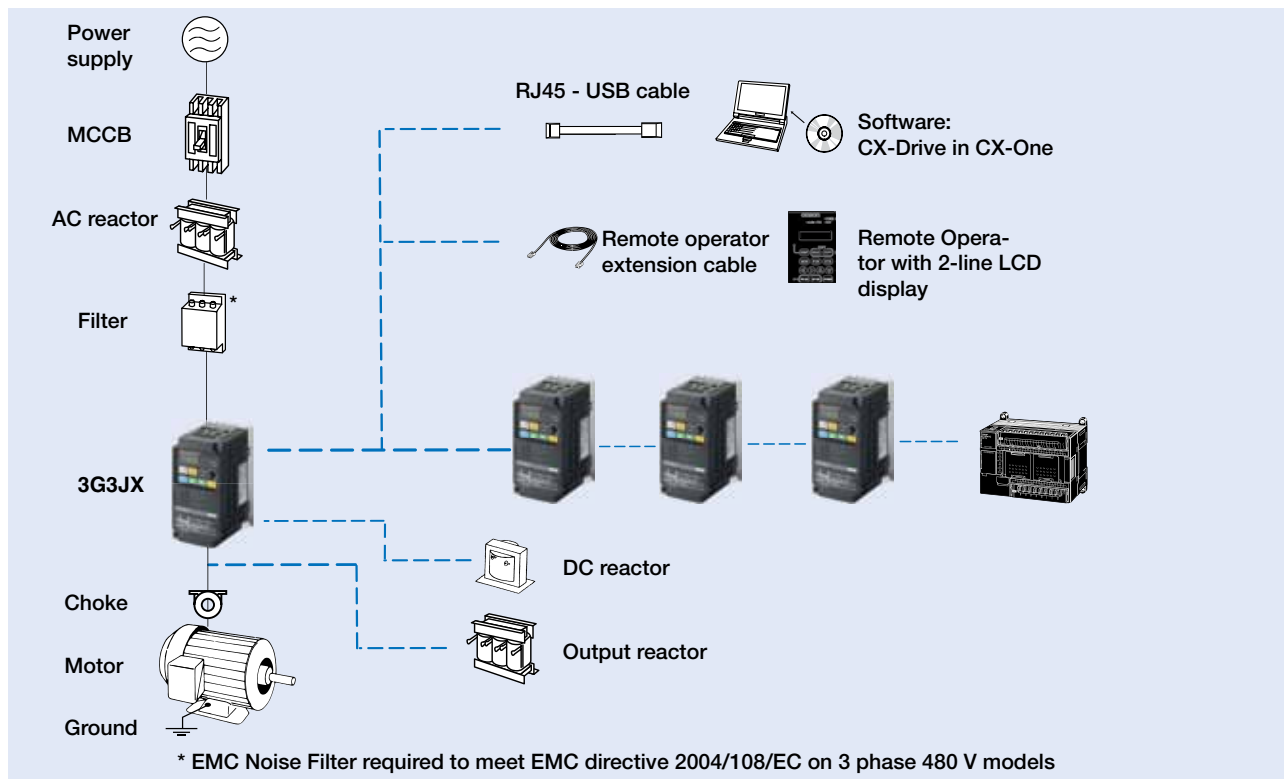 Power
supply
MCCB
AC reactor
Filter
*
3G3JX
Choke
Motor
Ground
RJ45 - USB cable
Software:
CX-Drive in CX-One
Remote operator
extension cable
Remote Opera-
tor with 2-line LCD
display
DC reactor
Output reactor
* EMC Noise Filter required to meet EMC directive 2004/108/EC on 3 phase 480 V models